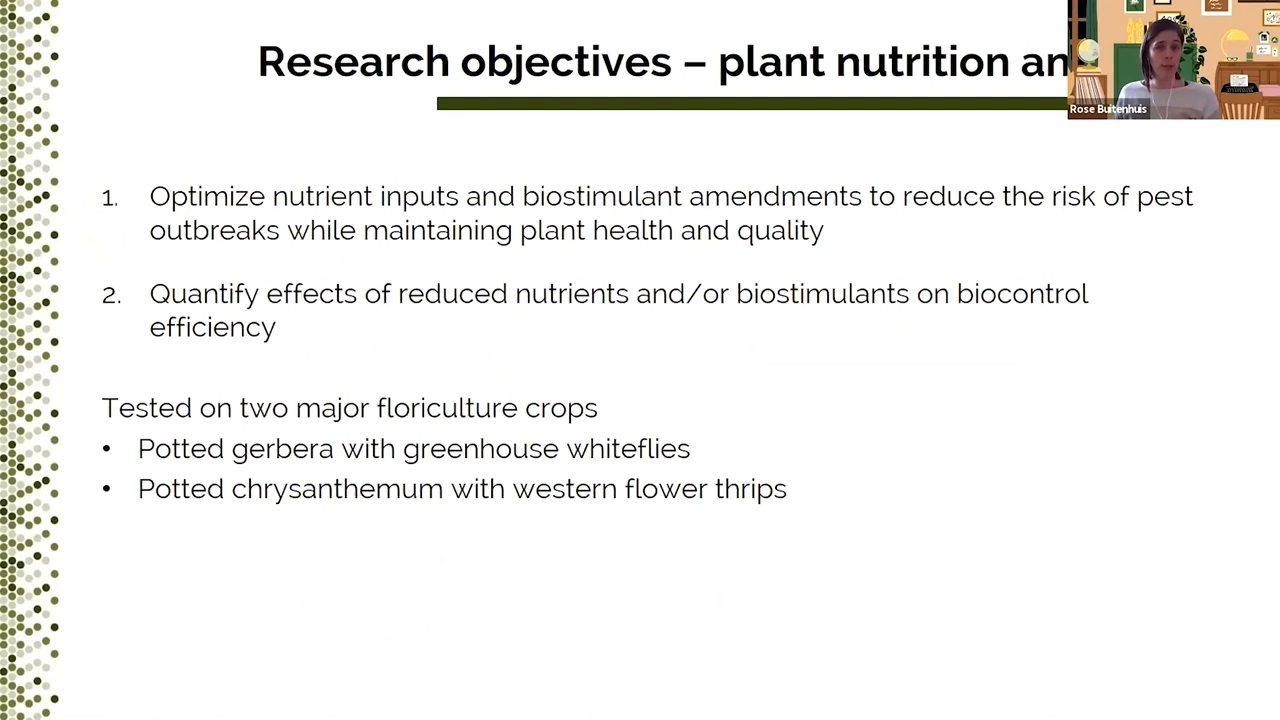 Research objectives – plant nutrition an
Rose Buitenhuis
1. Optimize nutrient inputs and biostimulant amendments to reduce the risk of pest
outbreaks while maintaining plant health and quality
2. Quantify effects of reduced nutrients and/or biostimulants on biocontrol
efficiency
Tested on two major floriculture crops
• Potted gerbera with greenhouse whiteflies
• Potted chrysanthemum with western flower thrips